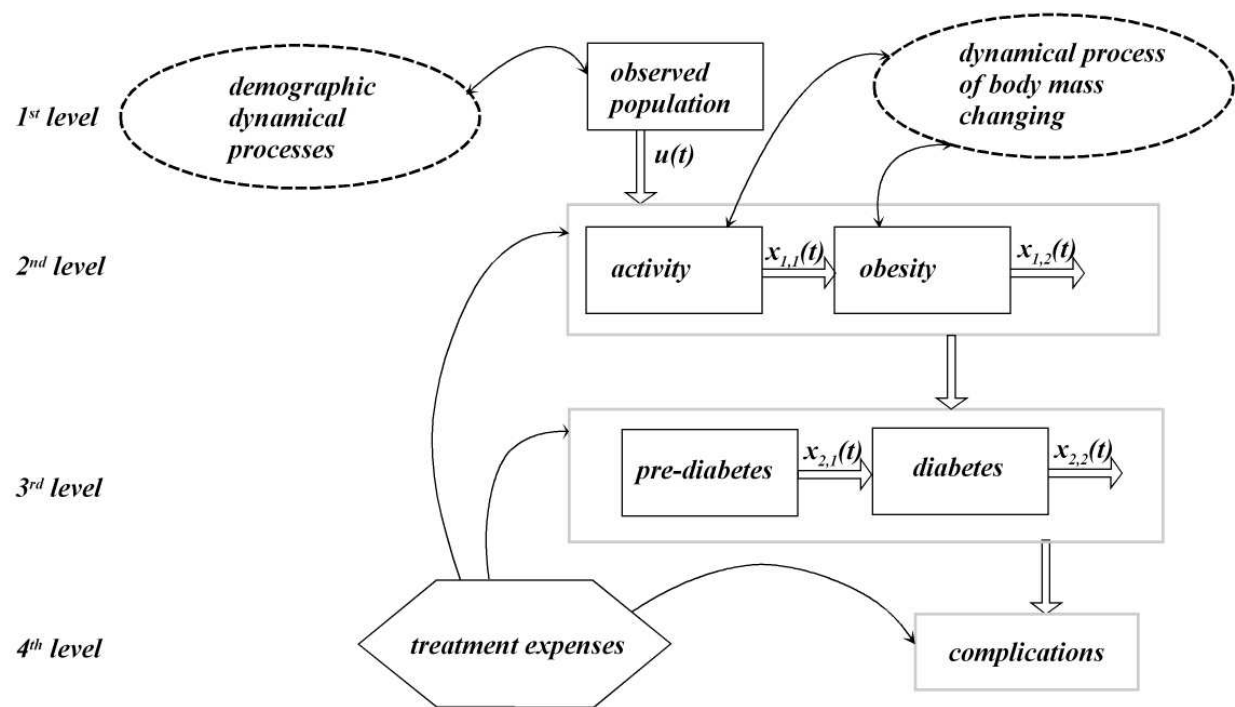 demographic
dynamical
processes
observed
population
dynamical process
of body mass
changing
1st level
u(t)
2nd level
activity
x1,1(t)
obesity
x1,2(t)
3rd level
pre-diabetes
x2,1(t)
diabetes
x2,2(t)
4th level
treatment expenses
complications